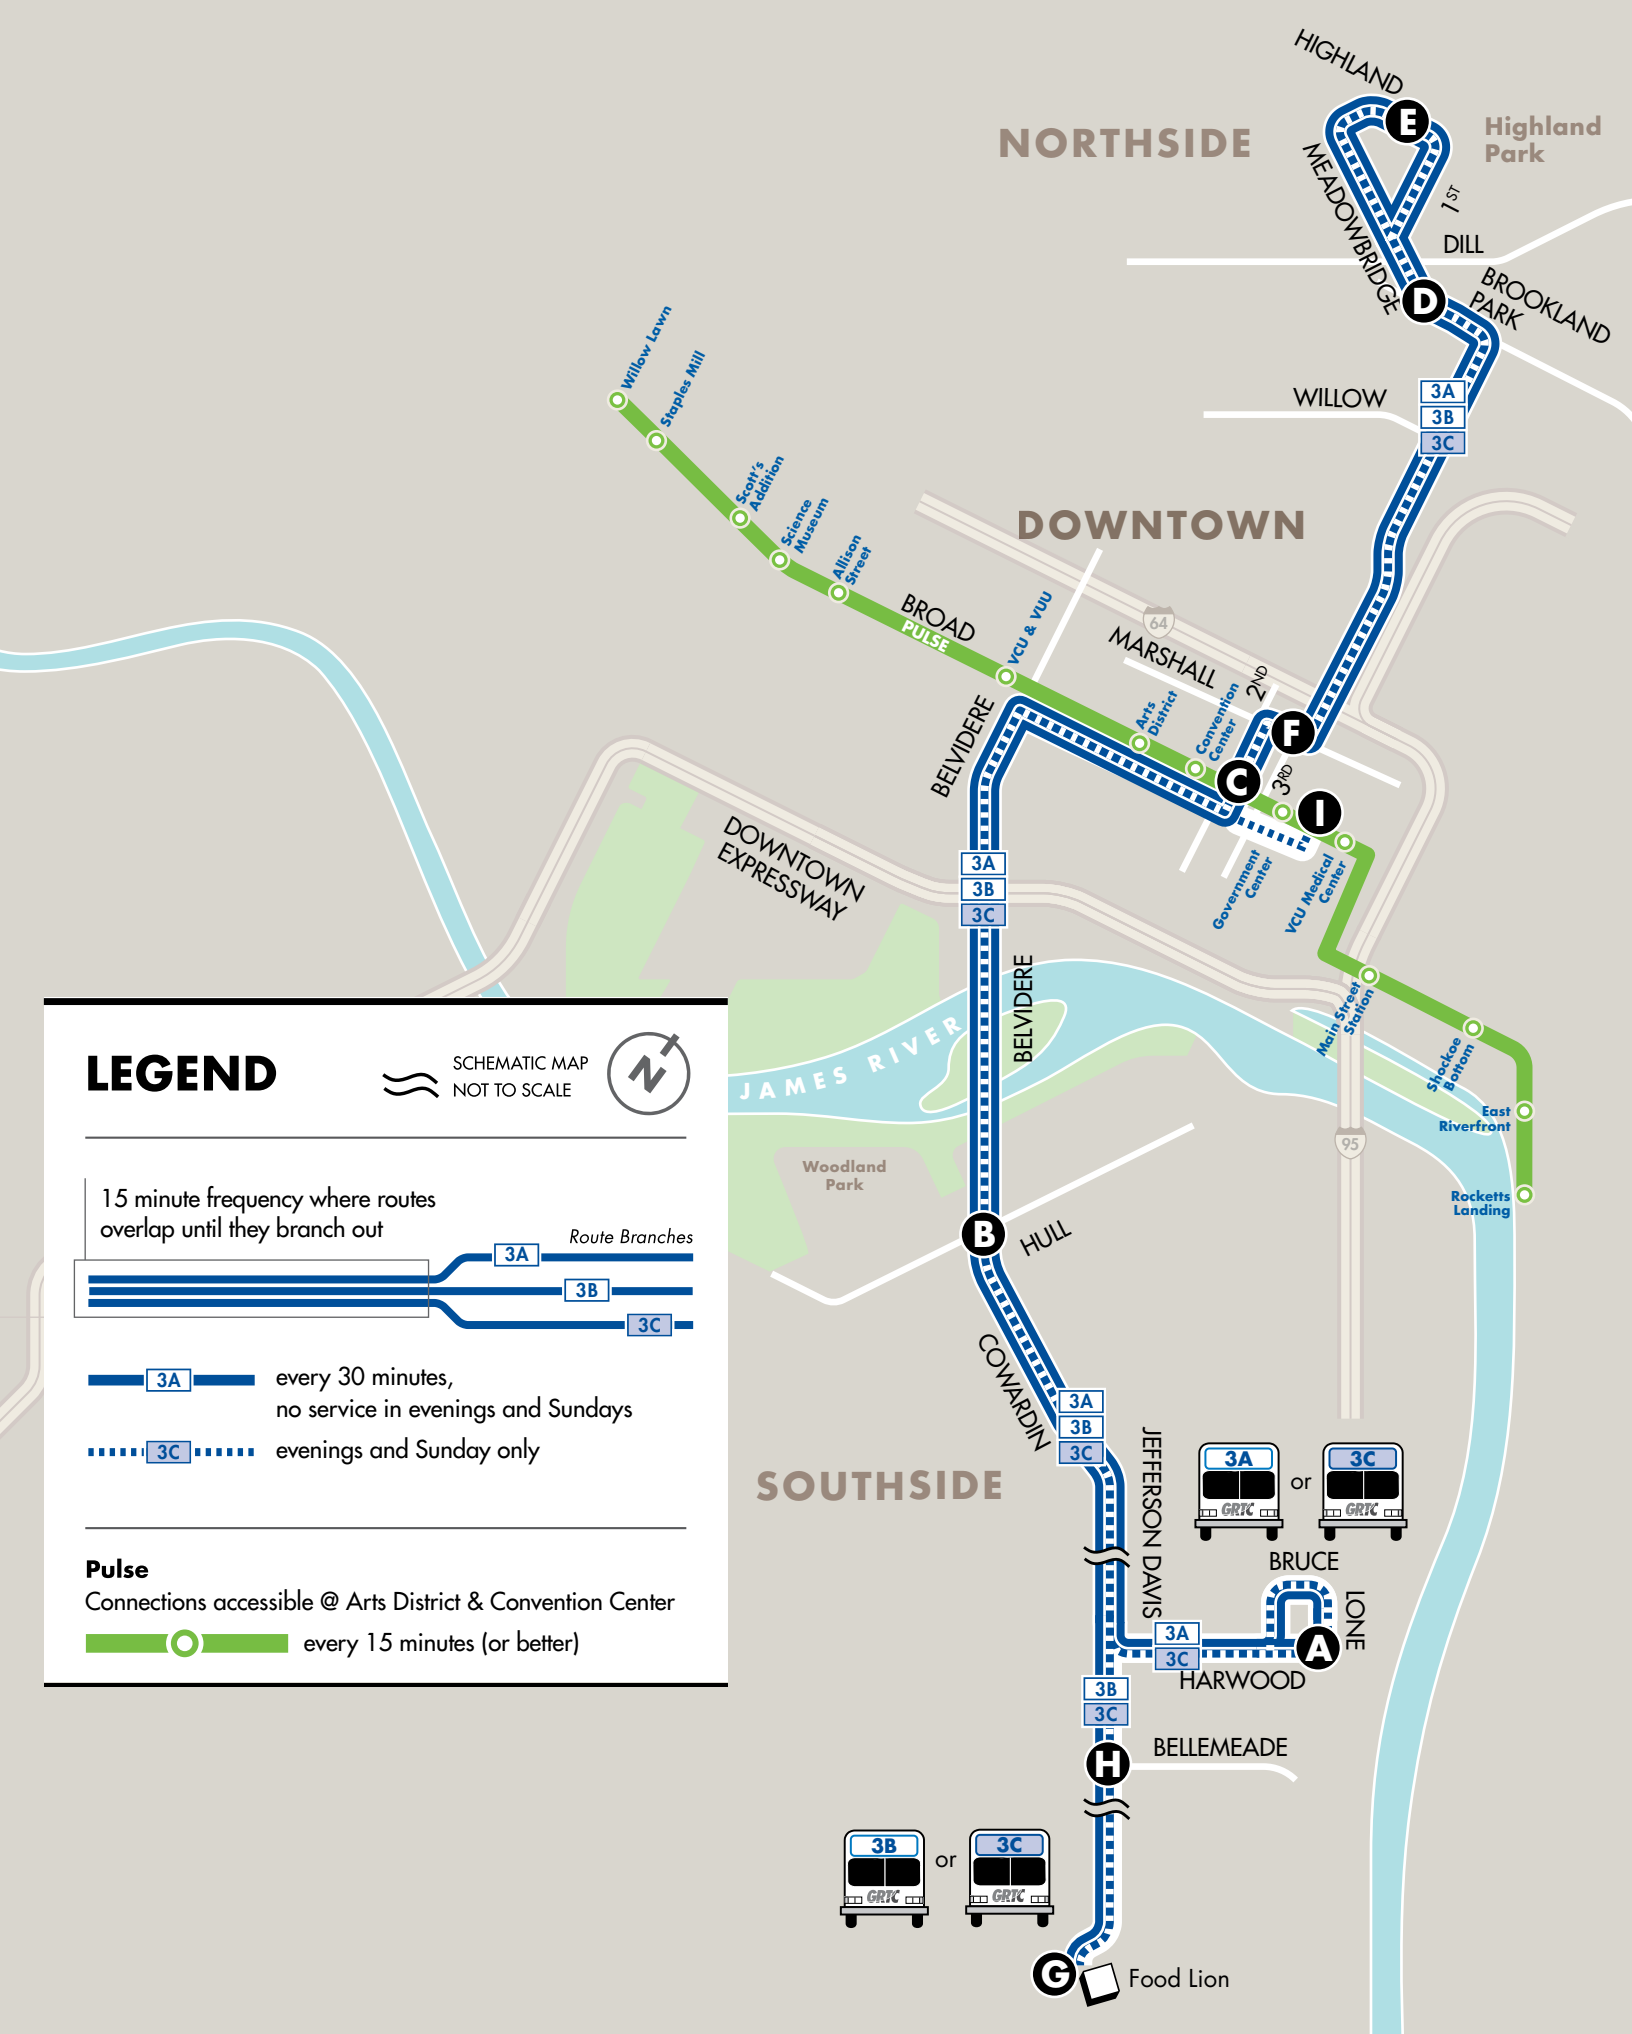 HIGHLAND
E
NORTHSIDE
Highland
Park
MEADOWBRIDGE
1ST
DILL
D
BROOKLAND
PARK
WILLOW
3A
3B
3C
Willow Lawn
Staples Mill
Scott's
Addition
Science
Museum
Allison
Street
DOWNTOWN
BROAD
PULSE
VCU & VUU
64
MARSHALL
2ND
BELVIDERE
Arts
District
Convention
Center
F
C
3RD
I
DOWNTOWN
EXPRESSWAY
3A
3B
3C
Government
Center
VCU Medical
Center
BELVIDERE
JAMES RIVER
Main Street
Station
Shockoe
Bottom
East
Riverfront
95
Woodland
Park
Rocketts
Landing
B
HULL
LEGEND
SCHEMATIC MAP
NOT TO SCALE
N
15 minute frequency where routes
overlap until they branch out
Route Branches
3A
3B
3C
3A
every 30 minutes,
no service in evenings and Sundays
3C
evenings and Sunday only
Pulse
Connections accessible @ Arts District & Convention Center
every 15 minutes (or better)
COWARDIN
3A
3B
3C
SOUTHSIDE
JEFFERSON DAVIS
3A
or
3C
GRTC
GRTC
BRUCE
LONE
3A
3C
A
HARWOOD
3B
3C
H
BELLEMEADE
3B
or
3C
GRTC
GRTC
G
Food Lion